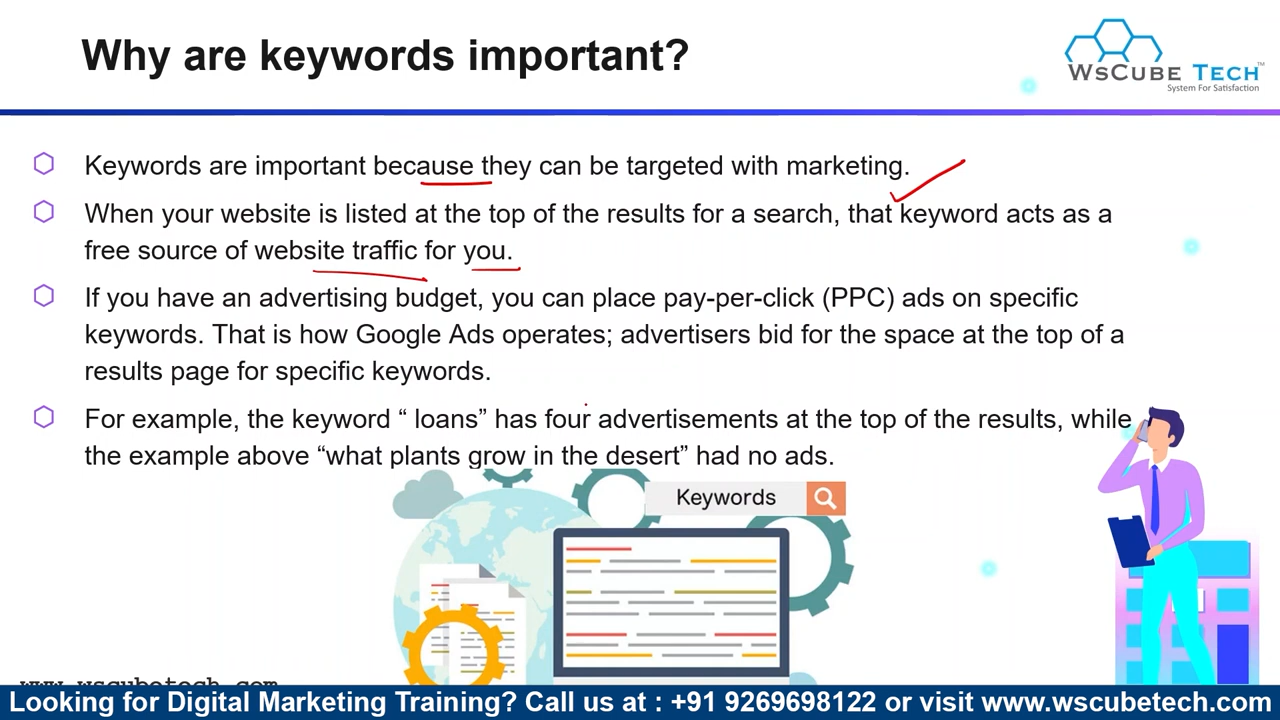 Why are keywords important?
WsCube Tech™
System For Satisfaction
Keywords are important because they can be targeted with marketing.
When your website is listed at the top of the results for a search, that keyword acts as a
free source of website traffic for you.
If you have an advertising budget, you can place pay-per-click (PPC) ads on specific
keywords. That is how Google Ads operates; advertisers bid for the space at the top of a
results page for specific keywords.
For example, the keyword “ loans” has four advertisements at the top of the results, while
the example above “what plants grow in the desert” had no ads.
Keywords
www.wscubetech.com
Looking for Digital Marketing Training? Call us at : +91 9269698122 or visit www.wscubetech.com